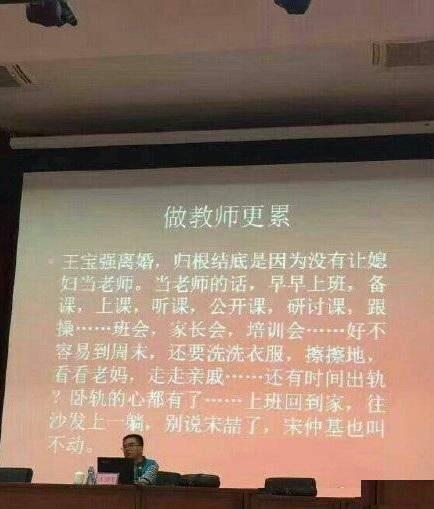 做教师更累
王宝强离婚，归根结底是因为没有让媳
妇当老师。当老师的话，早早上班，备
课，上课，听课，公开课，研讨课，跟
操……班会，家长会，培训会……好不
容易到周末，还要洗洗衣服，擦擦地，
看看老妈，走走亲戚……还有时间出轨
？卧轨的心都有了……上班回到家，往
沙发上一躺，别说宋喆了，宋仲基也叫
不动。